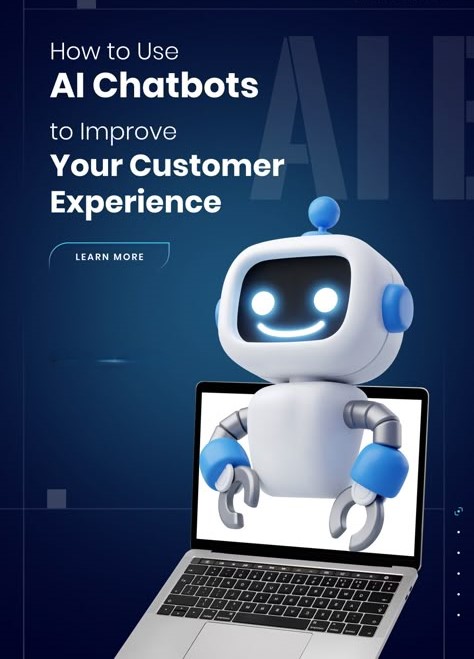 How to Use
AI Chatbots
to Improve
Your Customer
Experience
LEARN MORE
AI